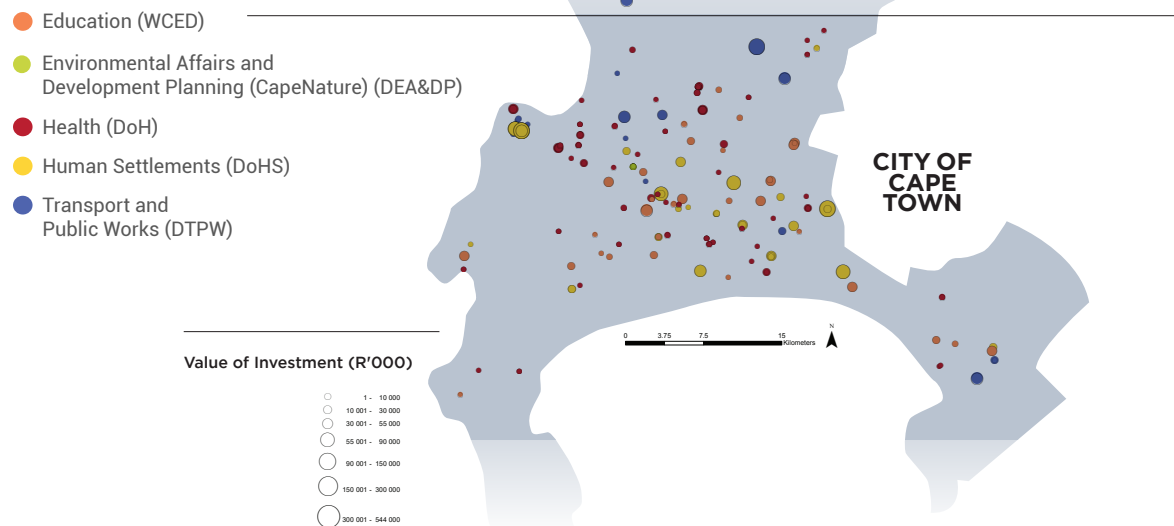 Education (WCED)
Environmental Affairs and
Development Planning (CapeNature) (DEA&DP)
Health (DoH)
Human Settlements (DoHS)
Transport and
Public Works (DTPW)
CITY OF
CAPE
TOWN
N
0 3.75 7.5 15
Kilometers
Value of Investment (R'000)
1 - 10 000
10 001 - 30 000
30 001 - 55 000
55 001 - 90 000
90 001 - 150 000
150 001 - 300 000
300 001 - 544 000